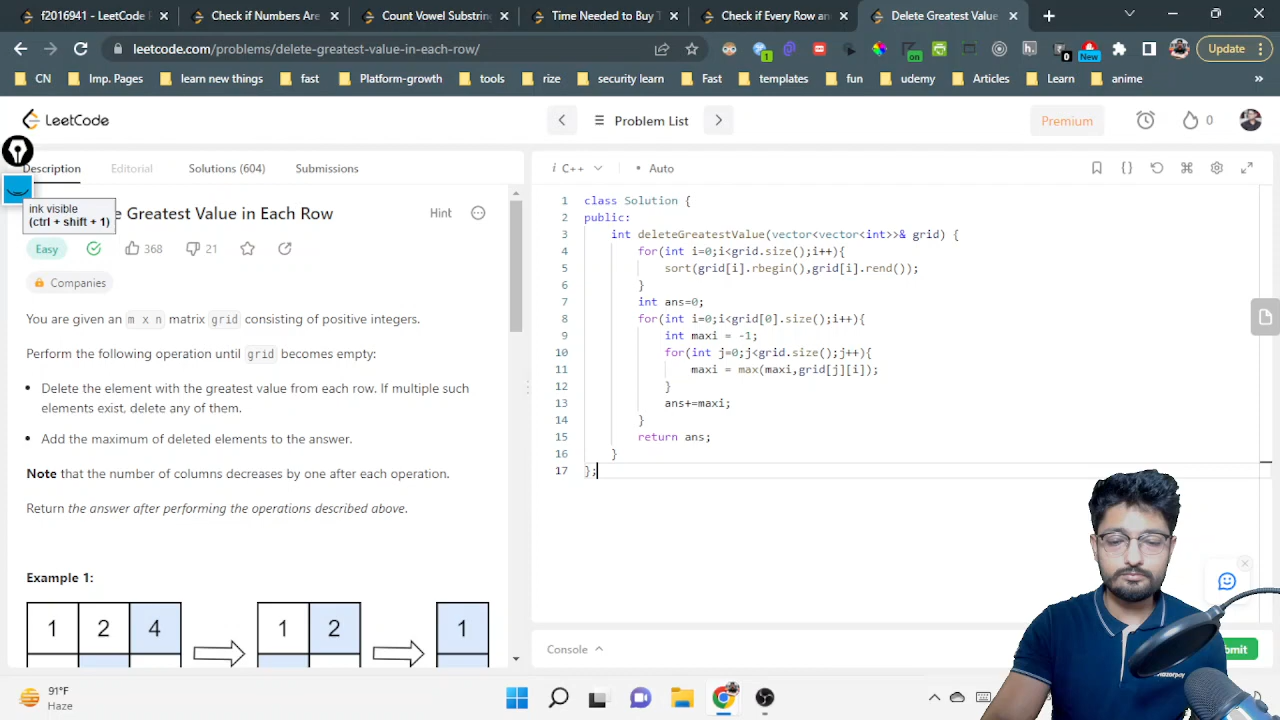 f2016941 - LeetCode P
Check if Numbers Are
Count Vowel Substring
Time Needed to Buy T
Check if Every Row an
Delete Greatest Value
leetcode.com/problems/delete-greatest-value-in-each-row/
1
on
0
New
Update
CN
Imp. Pages
learn new things
fast
Platform-growth
tools
rise
security learm
Fast
templates
fun
udemy
Articles
Learn
anime
»
LeetCode
Problem List
Premium
0
Description
Editorial
Solutions (604)
Submissions
i C++
• Auto
ink visible
(ctrl + shift + 1)
e Greatest Value in Each Row
Hint
Easy
368
21
Companies
You are given an m x n matrix grid consisting of positive integers.
Perform the following operation until grid becomes empty:
• Delete the element with the greatest value from each row. If multiple such
elements exist, delete any of them.
• Add the maximum of deleted elements to the answer.
Note that the number of columns decreases by one after each operation.
Return the answer after performing the operations described above.
Example 1:
1 2 4
1 2
1
1 class Solution {
2 public:
3 int deleteGreatestValue(vector<vector<int>>& grid) {
4 for(int i=0;i<grid.size();i++){
5 sort(grid[i].rbegin(),grid[i].rend());
6 }
7 int ans=0;
8 for(int i=0;i<grid[0].size();i++){
9 int maxi = -1;
10 for(int j=0;j<grid.size();j++){
11 maxi = max(maxi,grid[j][i]);
12 }
13 ans+=maxi;
14 }
15 return ans;
16 }
17 };
Console
mit
91°F
Haze